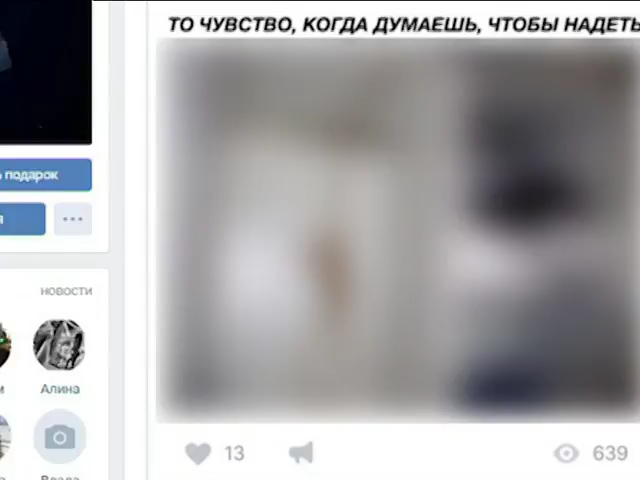 ТО ЧУВСТВО, КОГДА ДУМАЕШЬ, ЧТОБЫ НАДЕТЬ
подарок
НОВОСТИ
Алина
13
639